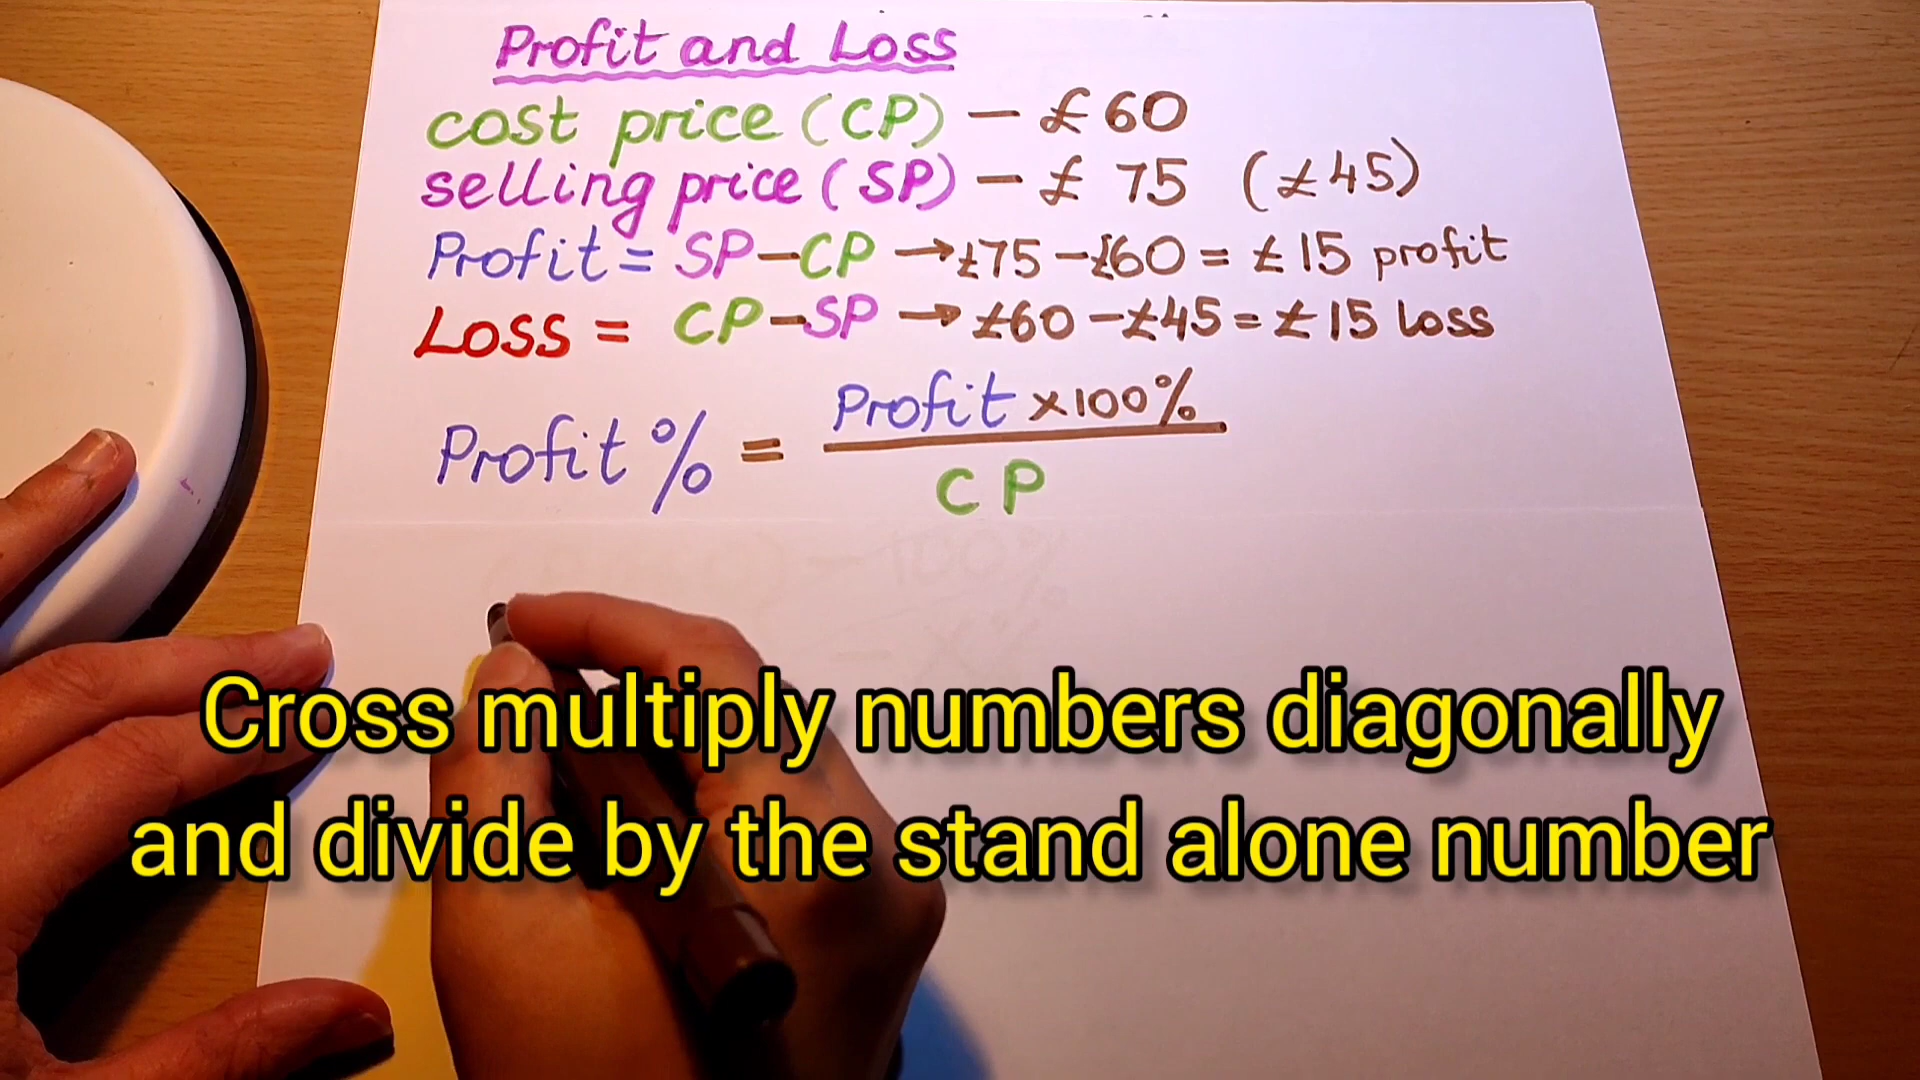 Profit and Loss
cost price (CP) – £60
selling price (SP) – £ 75 (£45)
Profit = SP–CP → £75 – £60 = £15 profit
Loss = CP–SP → £60 – £45 = £15 loss
Profit % = Profit ×100%
CP
– 100%
– x%
Cross multiply numbers diagonally
and divide by the stand alone number